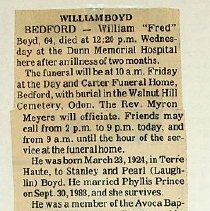 WILLIAM BOYD
BEDFORD — William "Fred"
Boyd, 64, died at 12:20 p.m. Wednes-
day at the Dunn Memorial Hospital
here after an illness of two months.
The funeral will be at 10 a.m. Friday
at the Day and Carter Funeral Home,
Bedford, with burial in the Walnut Hill
Cemetery, Odon. The Rev. Myron
Meyers will officiate. Friends may
call from 2 p.m. to 9 p.m. today, and
from 9 a.m. until the hour of the ser-
vice at the funeral home.
He was born March 23, 1924, in Terre
Haute, to Stanley and Pearl (Laugh-
lin) Boyd. He married Phyllis Prince
on Sept. 30, 1983, and she survives.
He was a member of the Avoca Bap-